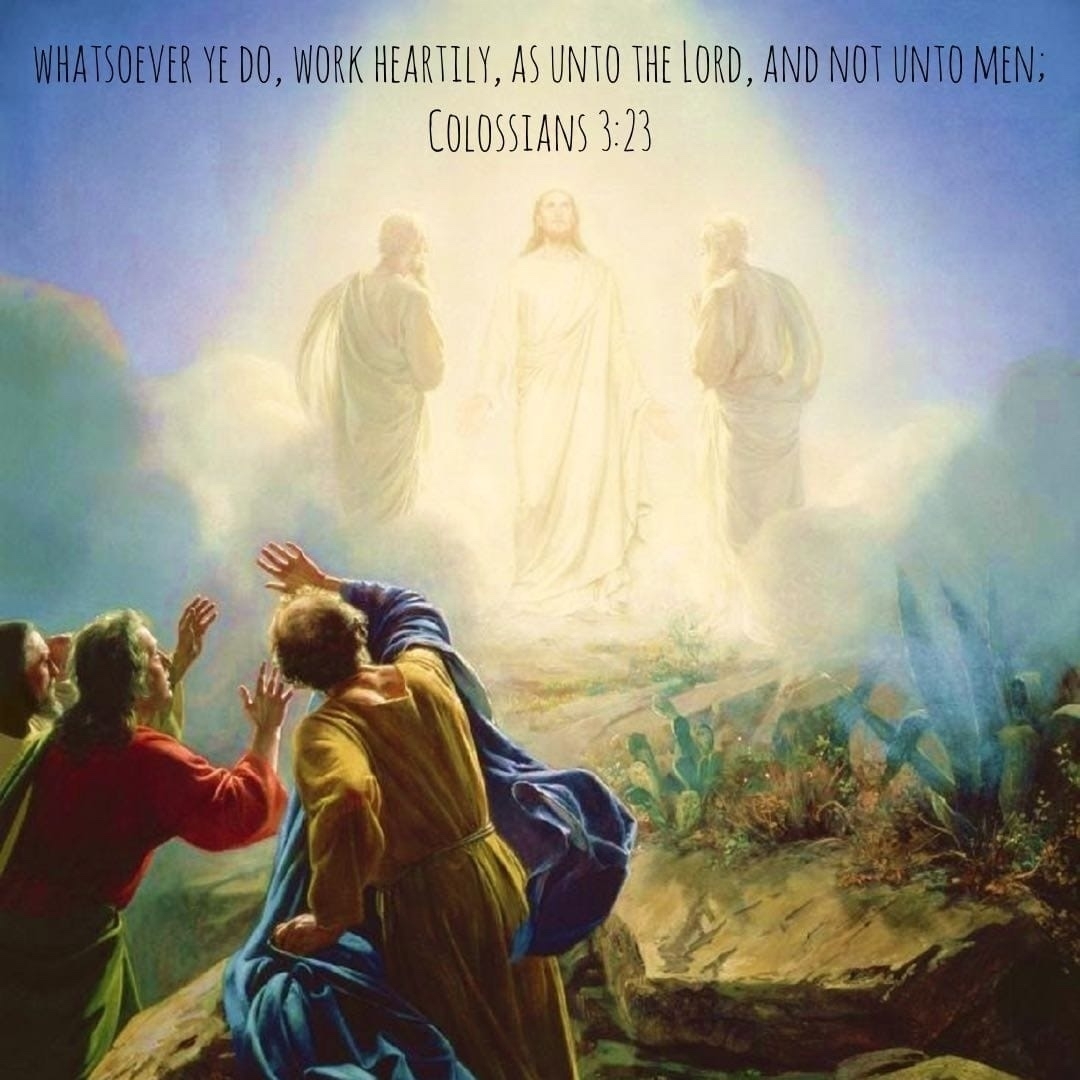 whatsoever ye do, work heartily, as unto the Lord, and not unto men;
Colossians 3:23